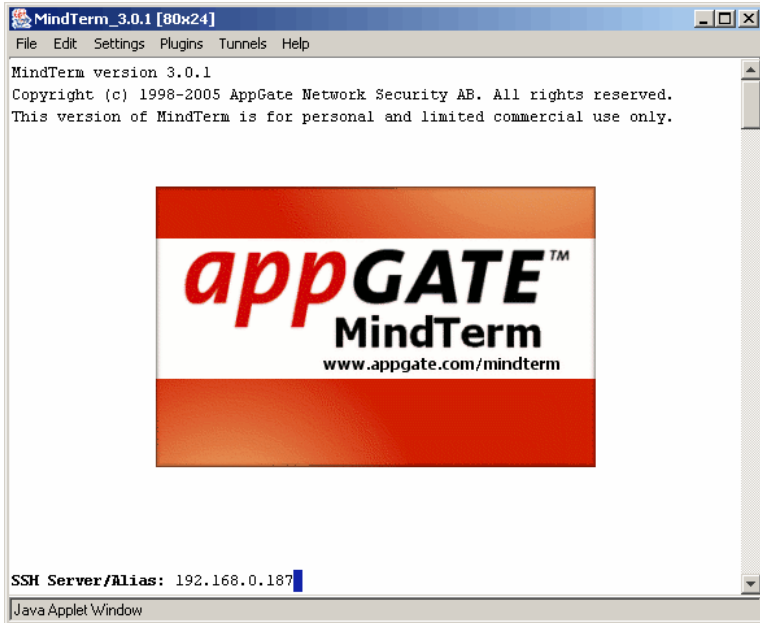 MindTerm_3.0.1 [80x24]
File Edit Settings Plugins Tunnels Help
MindTerm version 3.0.1
Copyright (c) 1998-2005 AppGate Network Security AB. All rights reserved.
This version of MindTerm is for personal and limited commercial use only.
appGATE™
MindTerm
www.appgate.com/mindterm
SSH Server/Alias: 192.168.0.187
Java Applet Window